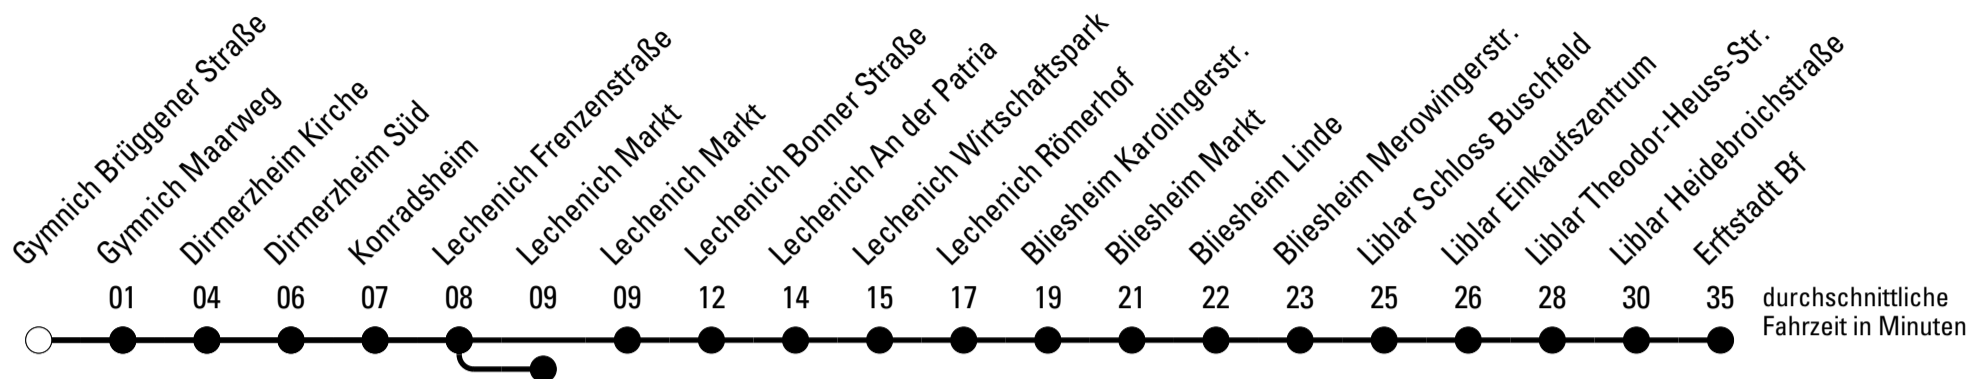 Gymnich Brüggener Straße
Gymnich Maarweg
Dirmerzheim Kirche
Dirmerzheim Süd
Konradsheim
Lechenich Frenzenstraße
Lechenich Markt
Lechenich Markt
Lechenich Bonner Straße
Lechenich An der Patria
Lechenich Wirtschaftspark
Lechenich Römerhof
Bliesheim Karolingerstr.
Bliesheim Markt
Bliesheim Linde
Bliesheim Merowingerstr.
Liblar Schloss Buschfeld
Liblar Einkaufszentrum
Liblar Theodor-Heuss-Str.
Liblar Heidebroichstraße
Erftstadt Bf
01 04 06 07 08 09 09 12 14 15 17 19 21 22 23 25 26 28 30 35
durchschnittliche
Fahrzeit in Minuten